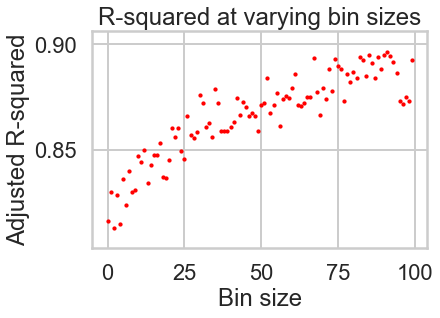 R-squared at varying bin sizes
Adjusted R-squared
0.90
0.85
0
25
50
75
100
Bin size